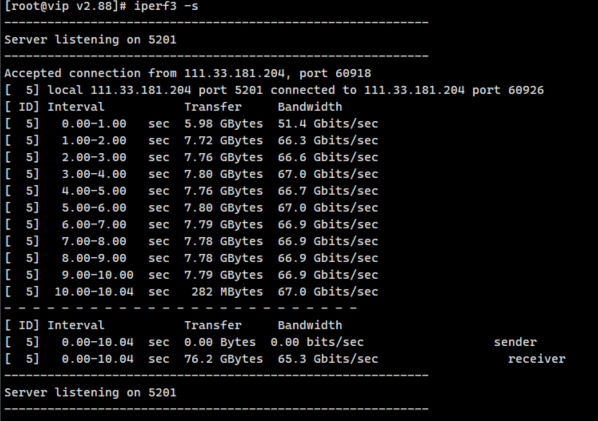 [root@vip v2.88]# iperf3 -s
-----------------------------------------------------------
Server listening on 5201
-----------------------------------------------------------
Accepted connection from 111.33.181.204, port 60918
[  5] local 111.33.181.204 port 5201 connected to 111.33.181.204 port 60926
[ ID] Interval           Transfer     Bandwidth
[  5]   0.00-1.00   sec  5.98 GBytes  51.4 Gbits/sec
[  5]   1.00-2.00   sec  7.72 GBytes  66.3 Gbits/sec
[  5]   2.00-3.00   sec  7.76 GBytes  66.6 Gbits/sec
[  5]   3.00-4.00   sec  7.80 GBytes  67.0 Gbits/sec
[  5]   4.00-5.00   sec  7.76 GBytes  66.7 Gbits/sec
[  5]   5.00-6.00   sec  7.80 GBytes  67.0 Gbits/sec
[  5]   6.00-7.00   sec  7.79 GBytes  66.9 Gbits/sec
[  5]   7.00-8.00   sec  7.78 GBytes  66.9 Gbits/sec
[  5]   8.00-9.00   sec  7.78 GBytes  66.9 Gbits/sec
[  5]   9.00-10.00  sec  7.79 GBytes  66.9 Gbits/sec
[  5]  10.00-10.04  sec   282 MBytes  67.0 Gbits/sec
- - - - - - - - - - - - - - - - - - - - - - - - -
[ ID] Interval           Transfer     Bandwidth
[  5]   0.00-10.04  sec  0.00 Bytes  0.00 bits/sec                  sender
[  5]   0.00-10.04  sec  76.2 GBytes  65.3 Gbits/sec                  receiver
-----------------------------------------------------------
Server listening on 5201
-----------------------------------------------------------